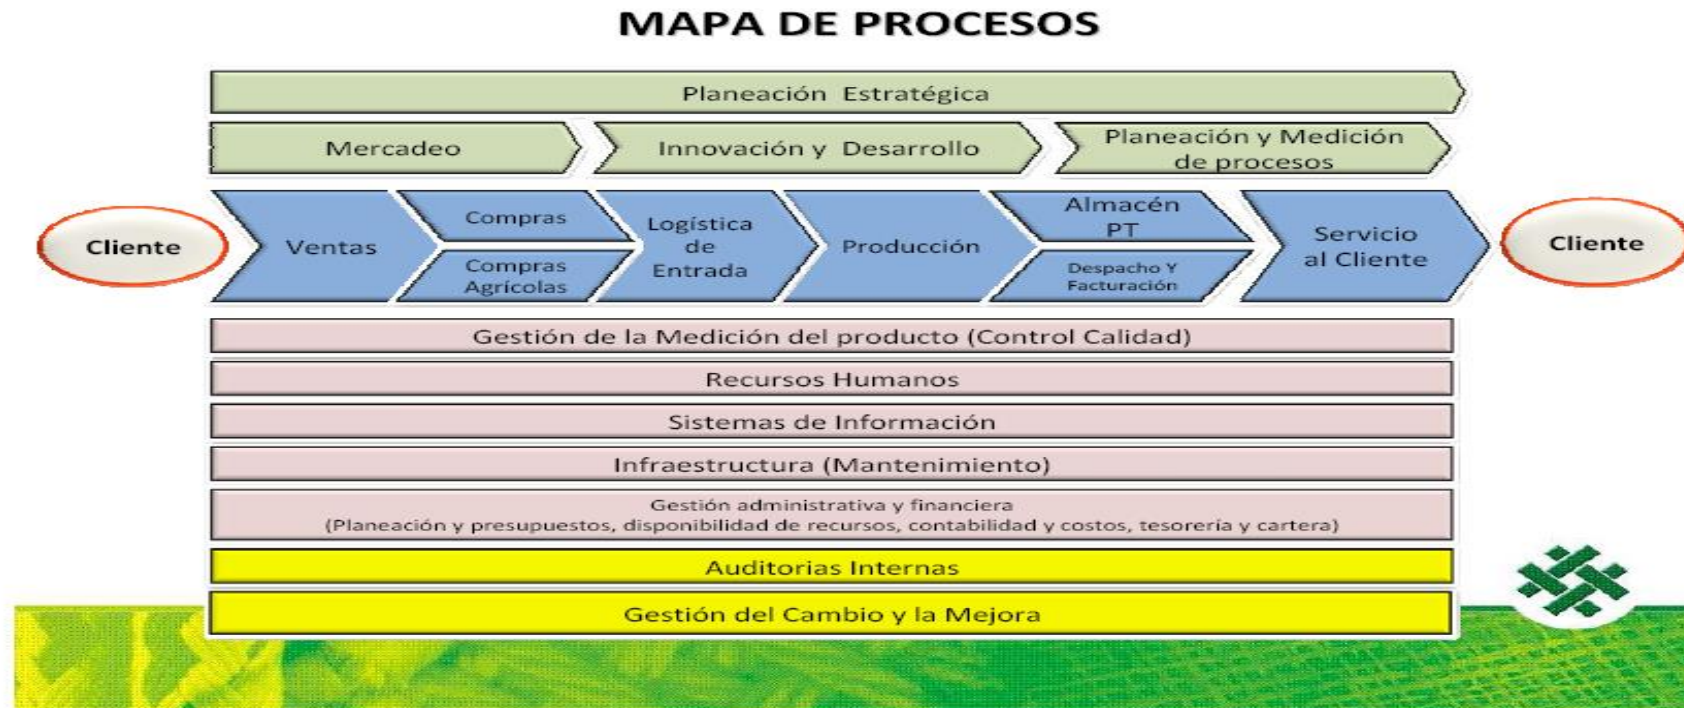 MAPA DE PROCESOS
Planeación Estratégica
Mercadeo
Innovación y Desarrollo
Planeación y Medición
de procesos
Cliente
Ventas
Compras
Compras
Agrícolas
Logística
de
Entrada
Producción
Almacén
PT
Despacho Y
Facturación
Servicio
al Cliente
Cliente
Gestión de la Medición del producto (Control Calidad)
Recursos Humanos
Sistemas de Información
Infraestructura (Mantenimiento)
Gestión administrativa y financiera
(Planeación y presupuestos, disponibilidad de recursos, contabilidad y costos, tesorería y cartera)
Auditorias Internas
Gestión del Cambio y la Mejora